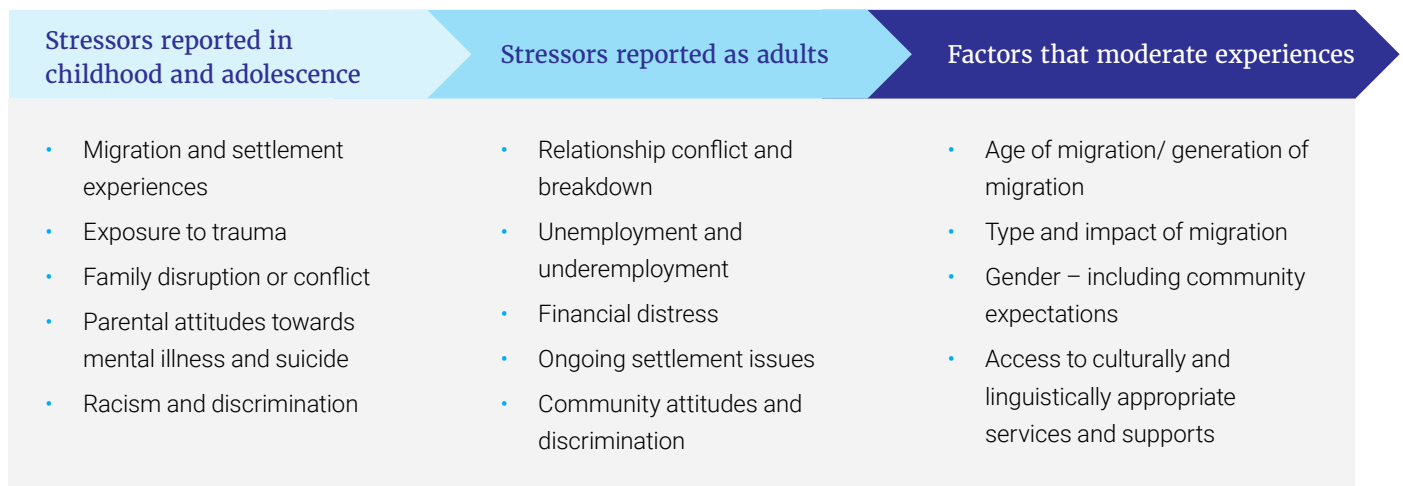 Stressors reported in
childhood and adolescence
• Migration and settlement
experiences
• Exposure to trauma
• Family disruption or conflict
• Parental attitudes towards
mental illness and suicide
• Racism and discrimination
Stressors reported as adults
• Relationship conflict and
breakdown
• Unemployment and
underemployment
• Financial distress
• Ongoing settlement issues
• Community attitudes and
discrimination
Factors that moderate experiences
• Age of migration/ generation of
migration
• Type and impact of migration
• Gender – including community
expectations
• Access to culturally and
linguistically appropriate
services and supports